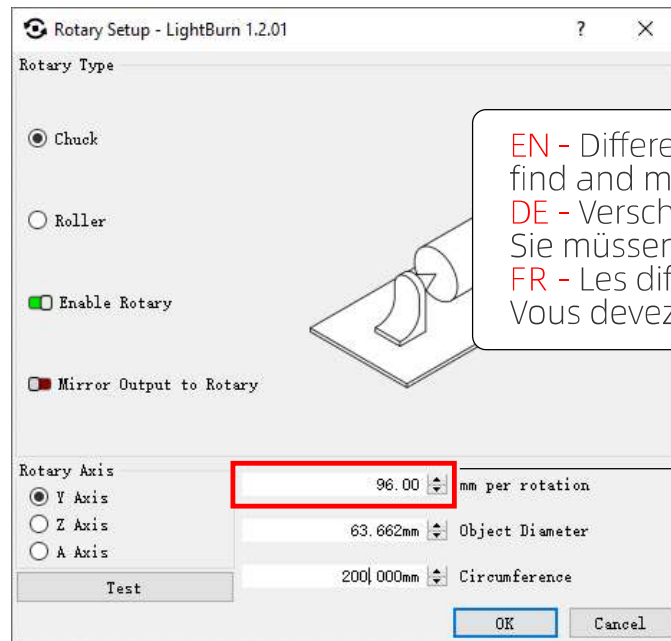 Rotary Setup - LightBurn 1.2.01
Rotary Type
Chuck
EN - Differe
find and m
DE - Versch
Sie müssen
FR - Les dif
Vous devez
Roller
Enable Rotary
Mirror Output to Rotary
Rotary Axis
Y Axis
Z Axis
A Axis
Test
96.00 mm per rotation
63.662mm Object Diameter
200.000mm Circumference
OK Cancel